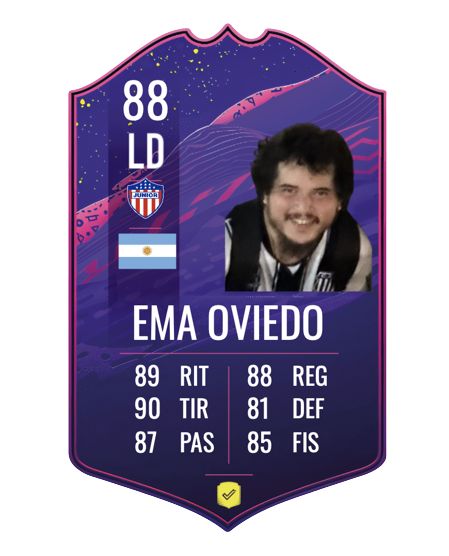 88
LD
JUNIOR
EMA OVIEDO
89 RIT 88 REG
90 TIR 81 DEF
87 PAS 85 FIS